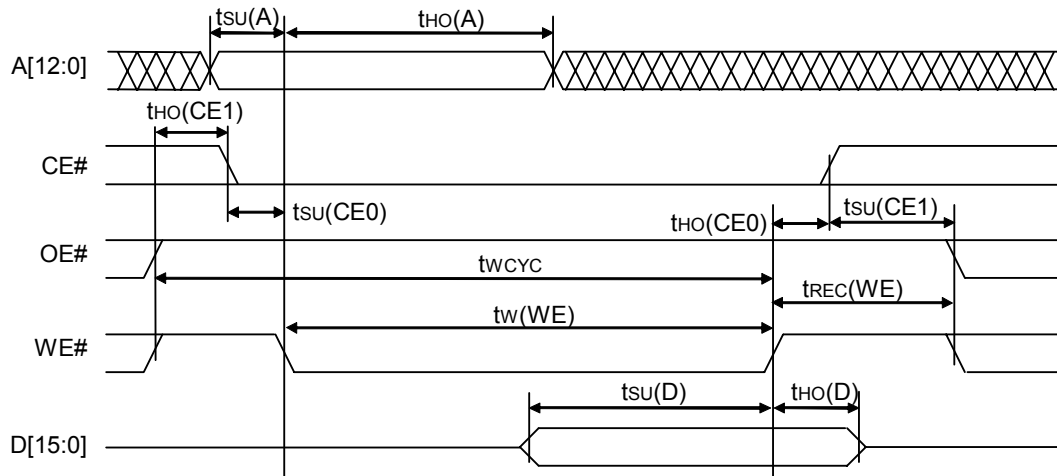 tSU(A)
tHO(A)
A[12:0]
tHO(CE1)
CE#
tSU(CE0)
tHO(CE0)
tSU(CE1)
OE#
tWCYC
tREC(WE)
tW(WE)
WE#
tSU(D)
tHO(D)
D[15:0]